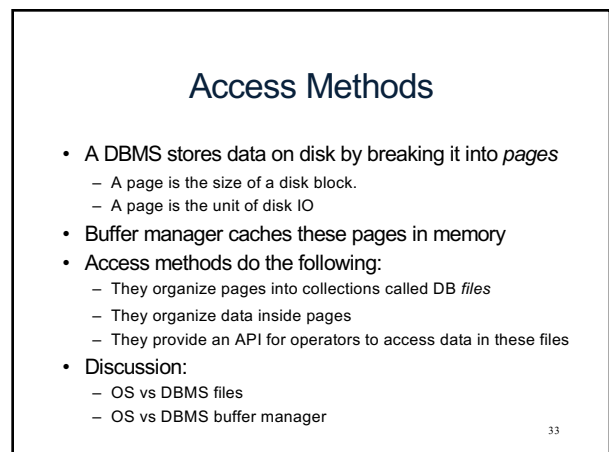 Access Methods
• A DBMS stores data on disk by breaking it into pages
– A page is the size of a disk block.
– A page is the unit of disk IO
• Buffer manager caches these pages in memory
• Access methods do the following:
– They organize pages into collections called DB files
– They organize data inside pages
– They provide an API for operators to access data in these files
• Discussion:
– OS vs DBMS files
– OS vs DBMS buffer manager
33